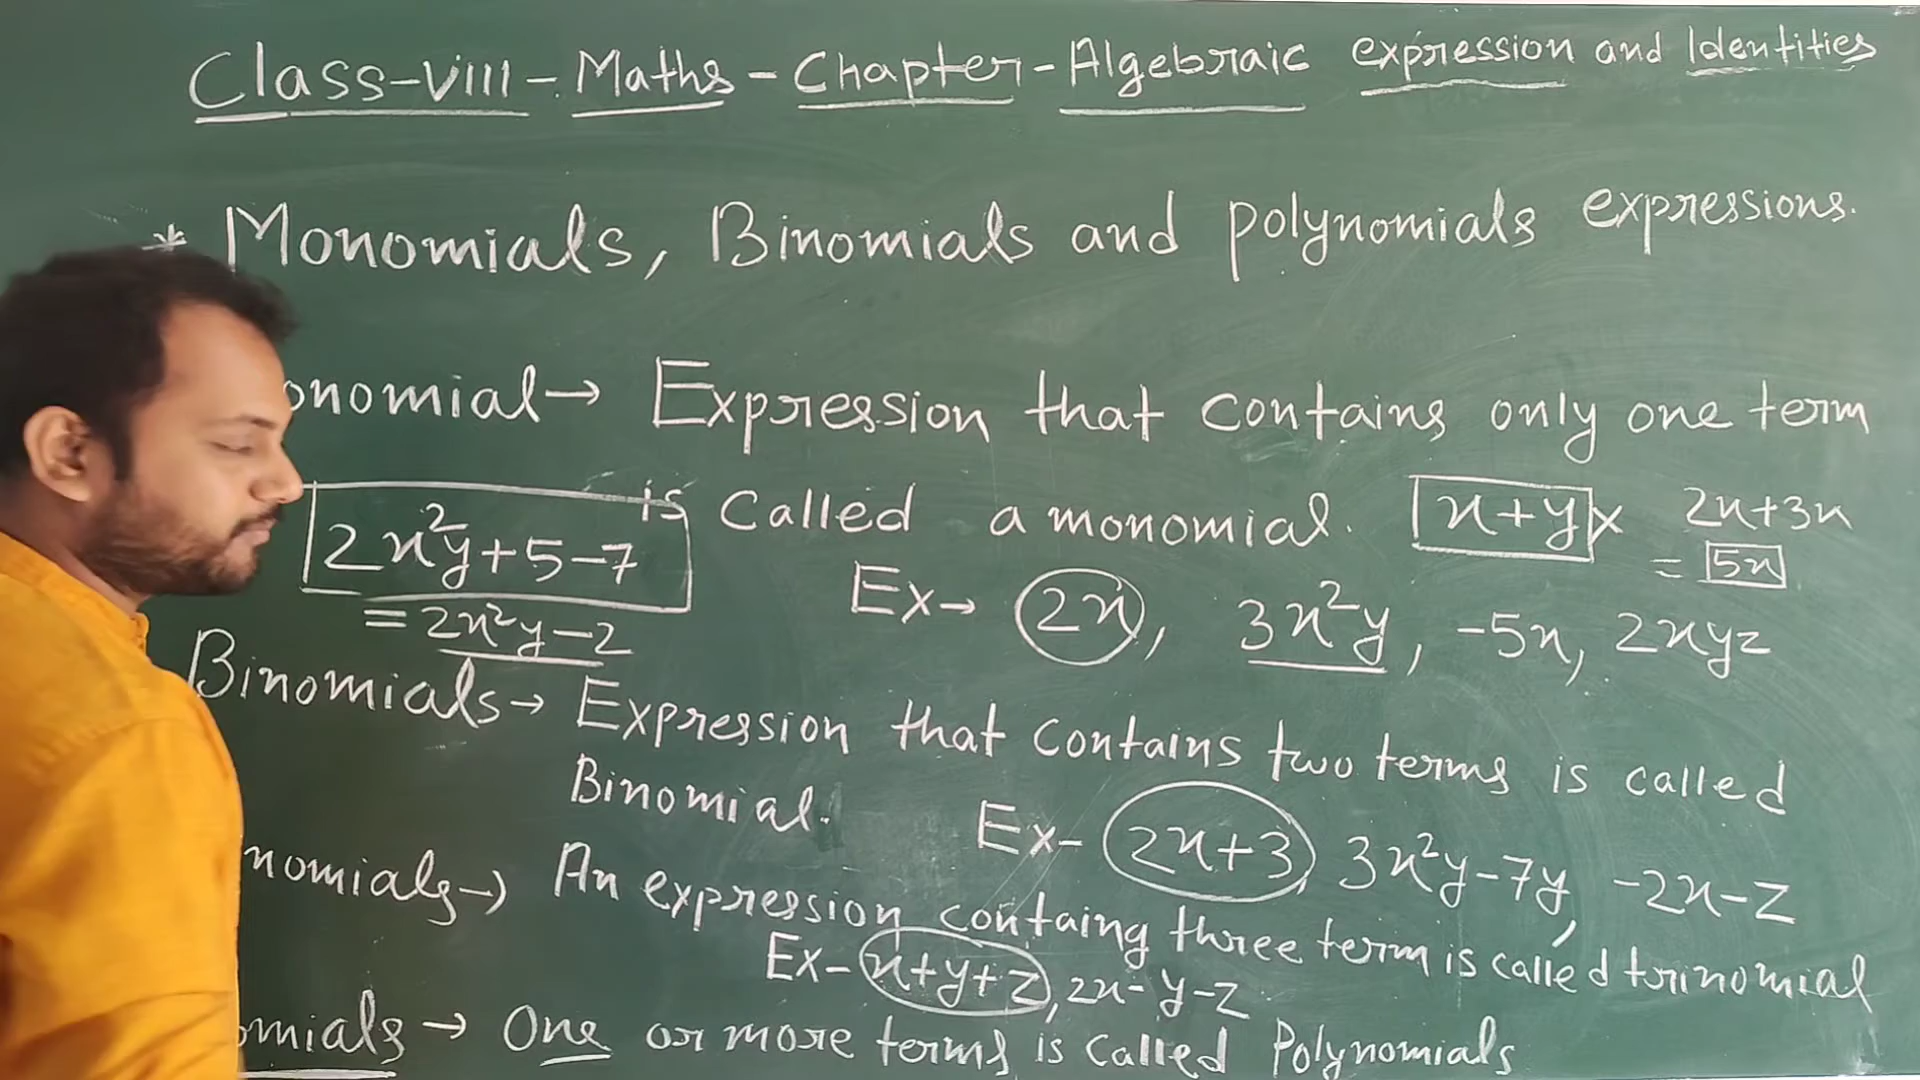 Class-VIII-Maths-Chapter-Algebraic expression and Identities
* Monomials, Binomials and polynomials expressions.
onomial→ Expression that contains only one term
is called a monomial. x+y × 2x+3x
= 5x
2x²y+5-7
= 2x²y-2
Ex→ 2x, 3x²y, -5x, 2xyz
Binomials→ Expression that contains two terms is called
Binomial.
Ex- 2x+3, 3x²y-7y, -2x-z
nomials→ An expression containg three term is called trinomial
Ex- x+y+z, 2x-y-z
omials→ One or more terms is called Polynomials